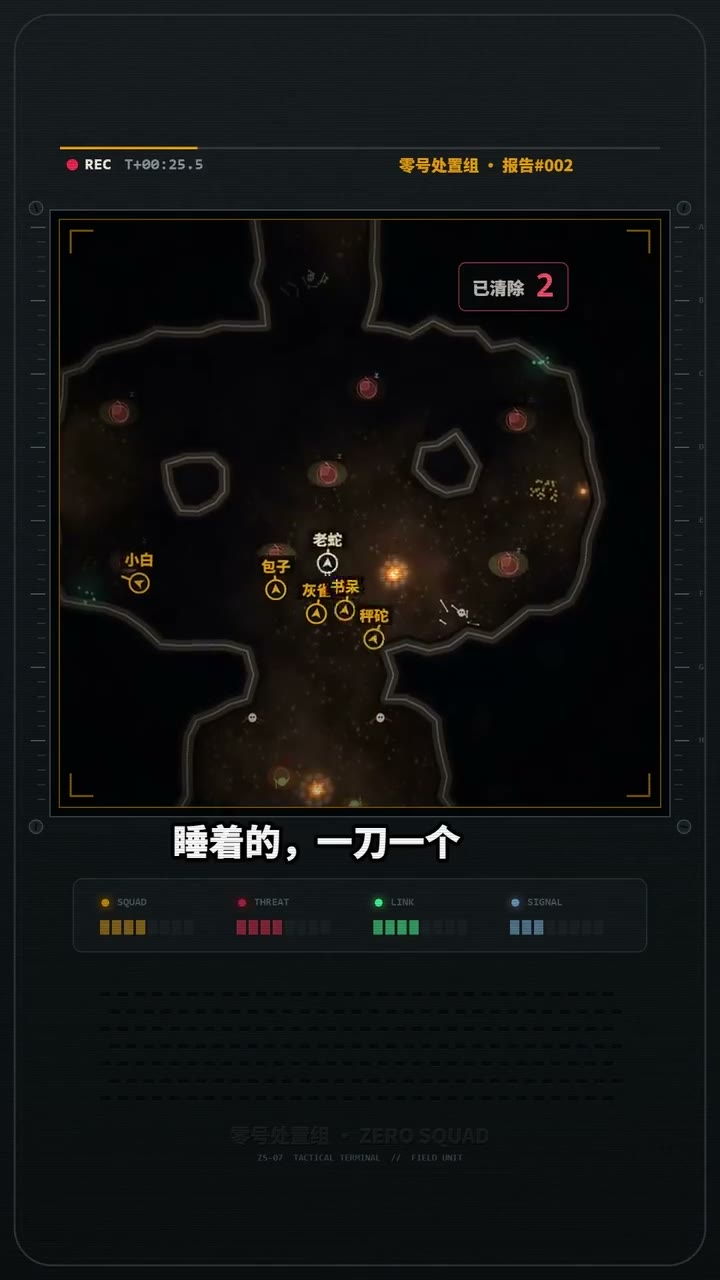 REC T+00:25.5
零号处置组 · 报告#002
已清除 2
小白
老蛇
包子
灰雀
书呆
秤砣
睡着的，一刀一个
SQUAD THREAT LINK SIGNAL
零号处置组 · ZERO SQUAD
ZS-07 TACTICAL TERMINAL // FIELD UNIT